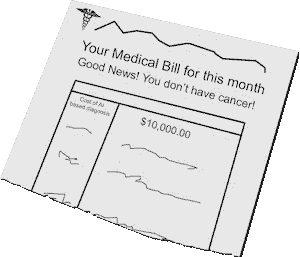 Your Medical Bill for this month
Good News! You don't have cancer!
Cost of AI
based diagnosis
$10,000.00